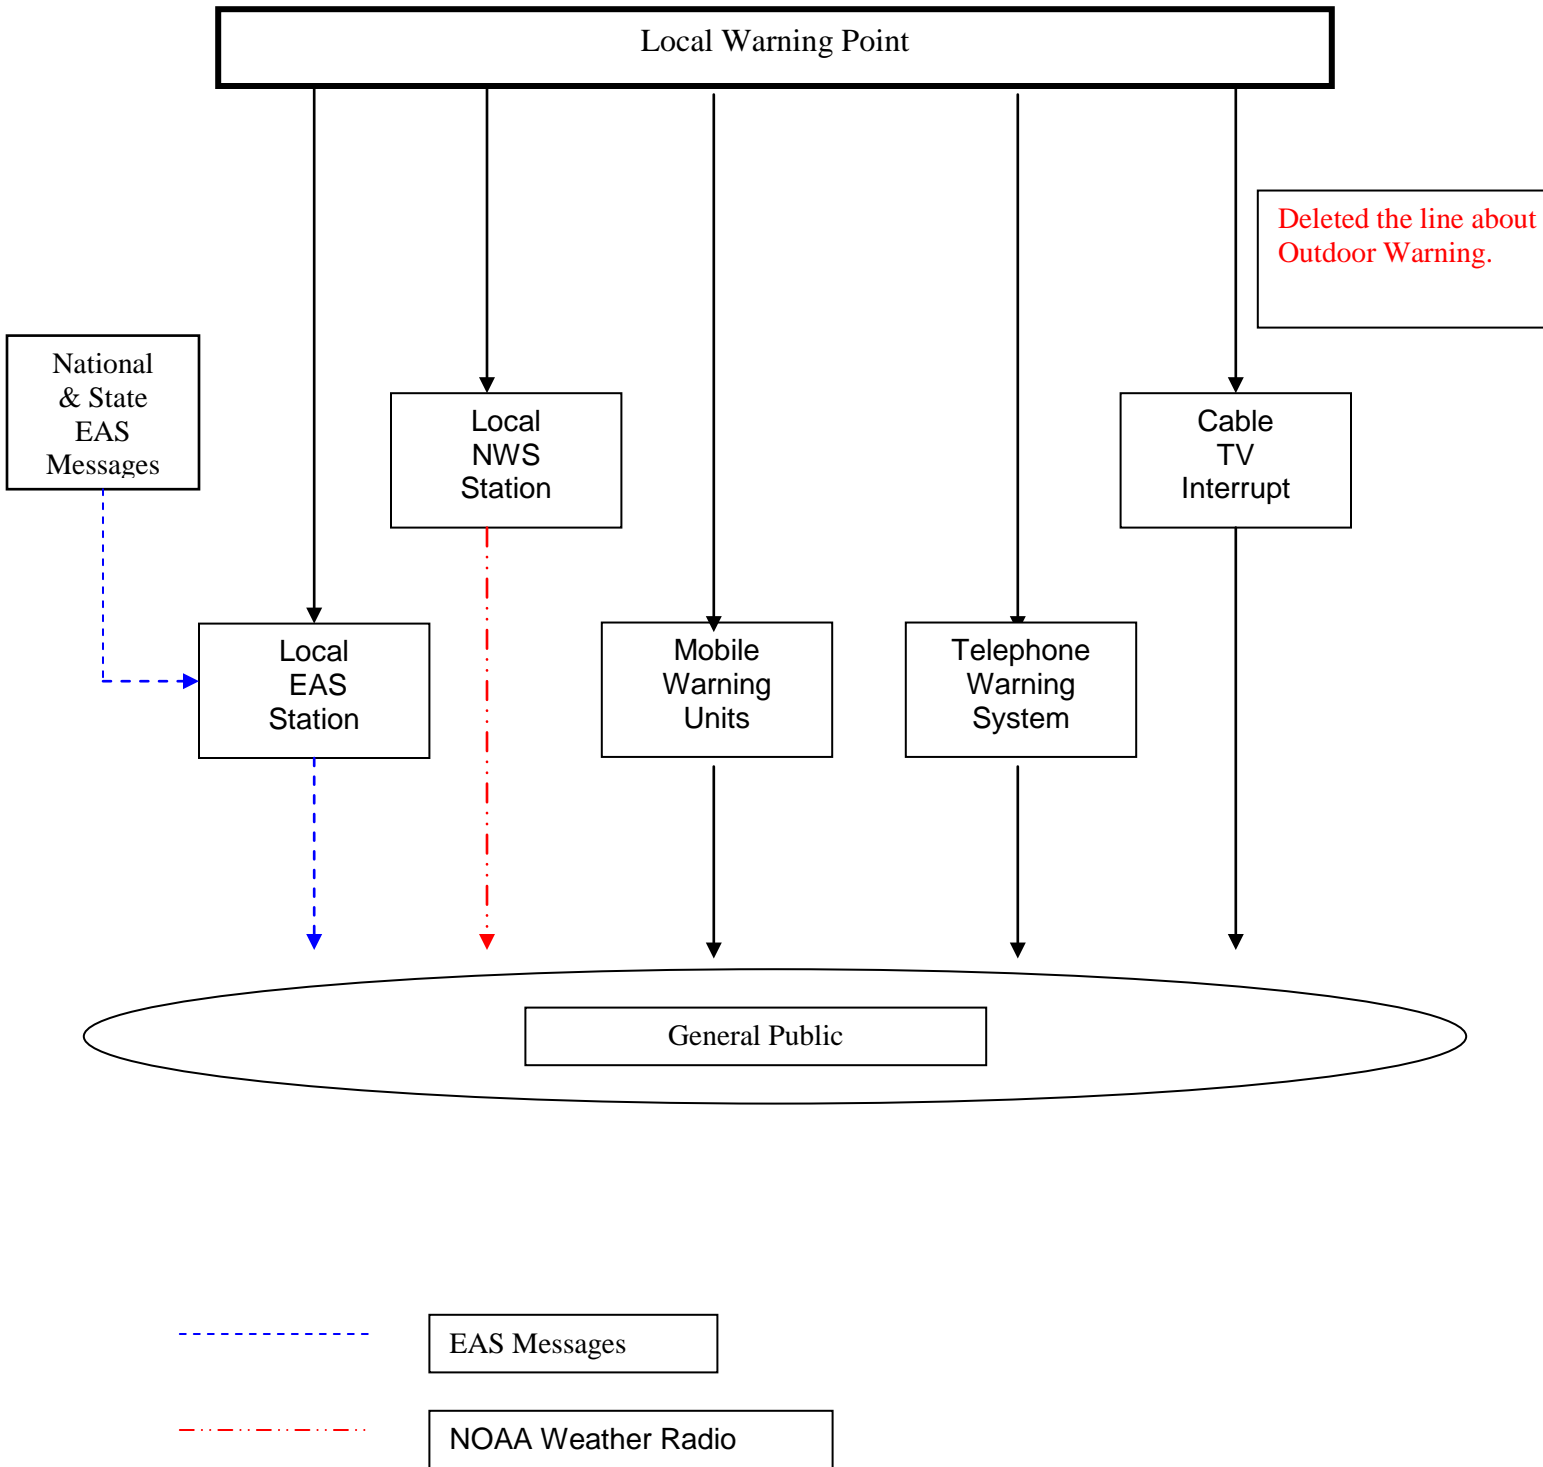 Local Warning Point
Deleted the line about
Outdoor Warning.
National
& State
EAS
Messages
Local
NWS
Station
Cable
TV
Interrupt
Local
EAS
Station
Mobile
Warning
Units
Telephone
Warning
System
General Public
EAS Messages
NOAA Weather Radio